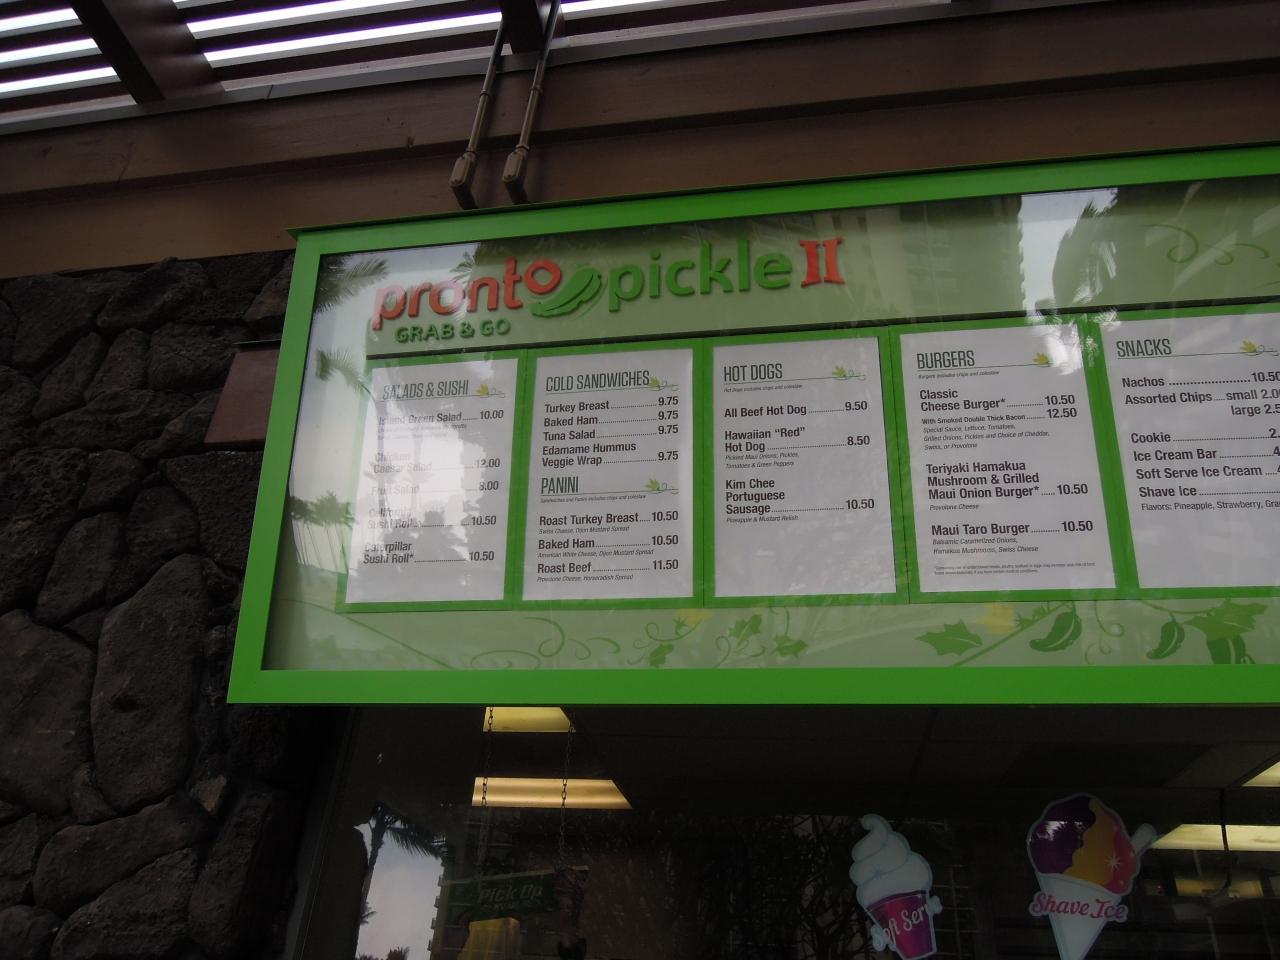 pronto pickle II
GRAB & GO
SALADS & SUSHI
Island Green Salad 10.00
Chicken
Caesar Salad 12.00
Fruit Salad 8.00
California
Sushi Roll* 10.50
Caterpillar
Sushi Roll* 10.50
COLD SANDWICHES
Turkey Breast 9.75
Baked Ham 9.75
Tuna Salad 9.75
Edamame Hummus
Veggie Wrap 9.75
PANINI
Sandwiches and Panini includes chips and coleslaw
Roast Turkey Breast 10.50
Swiss Cheese, Dijon Mustard Spread
Baked Ham 10.50
American White Cheese, Dijon Mustard Spread
Roast Beef 11.50
Provolone Cheese, Horseradish Spread
HOT DOGS
Hot Dogs includes chips and coleslaw
All Beef Hot Dog 9.50
Hawaiian “Red”
Hot Dog 8.50
Pickled Maui Onions, Pickles,
Tomatoes & Green Peppers
Kim Chee
Portuguese
Sausage 10.50
Pineapple & Mustard Relish
BURGERS
Burgers includes chips and coleslaw
Classic
Cheese Burger* 10.50
With Smoked Double Thick Bacon 12.50
Special Sauce, Lettuce, Tomatoes,
Grilled Onions, Pickles and Choice of Cheddar,
Swiss, or Provolone
Teriyaki Hamakua
Mushroom & Grilled
Maui Onion Burger* 10.50
Provolone Cheese
Maui Taro Burger 10.50
Balsamic Caramelized Onions,
Hamakua Mushrooms, Swiss Cheese
SNACKS
Nachos 10.50
Assorted Chips small 2.0
large 2.5
Cookie 2.
Ice Cream Bar 4
Soft Serve Ice Cream 4
Shave Ice
Flavors: Pineapple, Strawberry, Gra
Pick Up
Soft Serve
Shave Ice